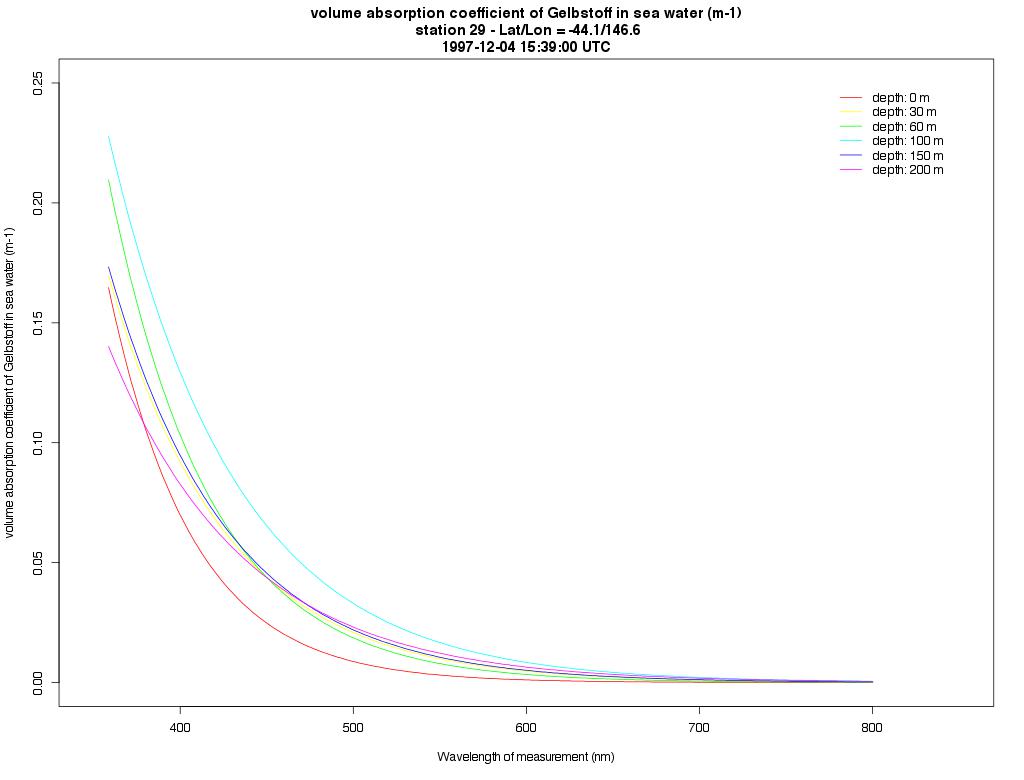 volume absorption coefficient of Gelbstoff in sea water (m-1)
station 29 - Lat/Lon = -44.1/146.6
1997-12-04 15:39:00 UTC
depth: 0 m
depth: 30 m
depth: 60 m
depth: 100 m
depth: 150 m
depth: 200 m
volume absorption coefficient of Gelbstoff in sea water (m-1)
0.25
0.20
0.15
0.10
0.05
0.00
400 500 600 700 800
Wavelength of measurement (nm)